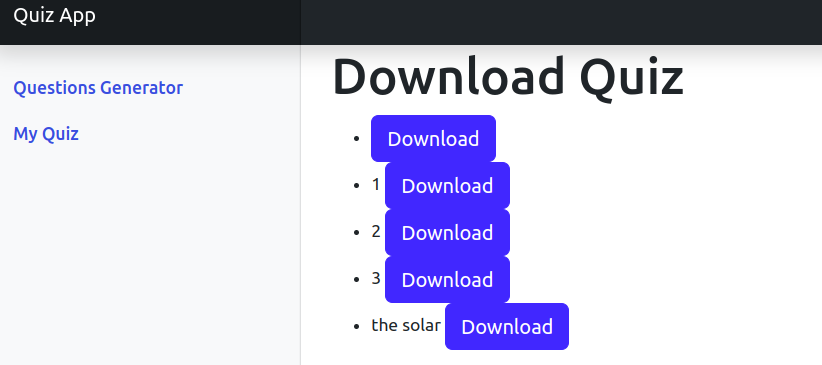 Quiz App
Download Quiz
Questions Generator
My Quiz
Download
1 Download
2 Download
3 Download
the solar Download